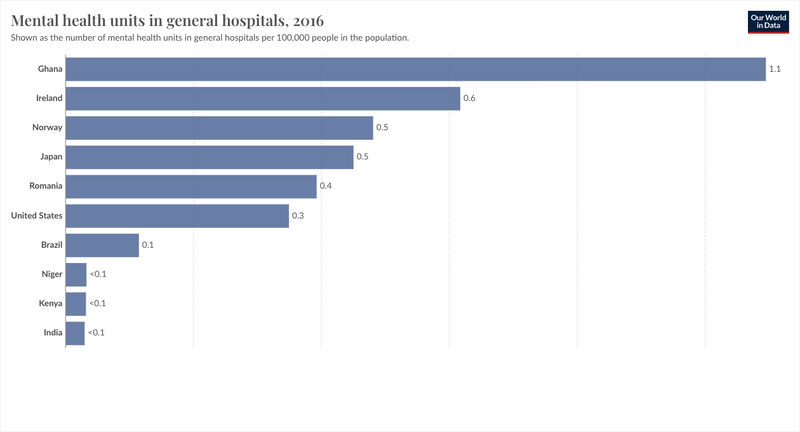 Mental health units in general hospitals, 2016
Our World
in Data
Shown as the number of mental health units in general hospitals per 100,000 people in the population.
Ghana 1.1
Ireland 0.6
Norway 0.5
Japan 0.5
Romania 0.4
United States 0.3
Brazil 0.1
Niger <0.1
Kenya <0.1
India <0.1